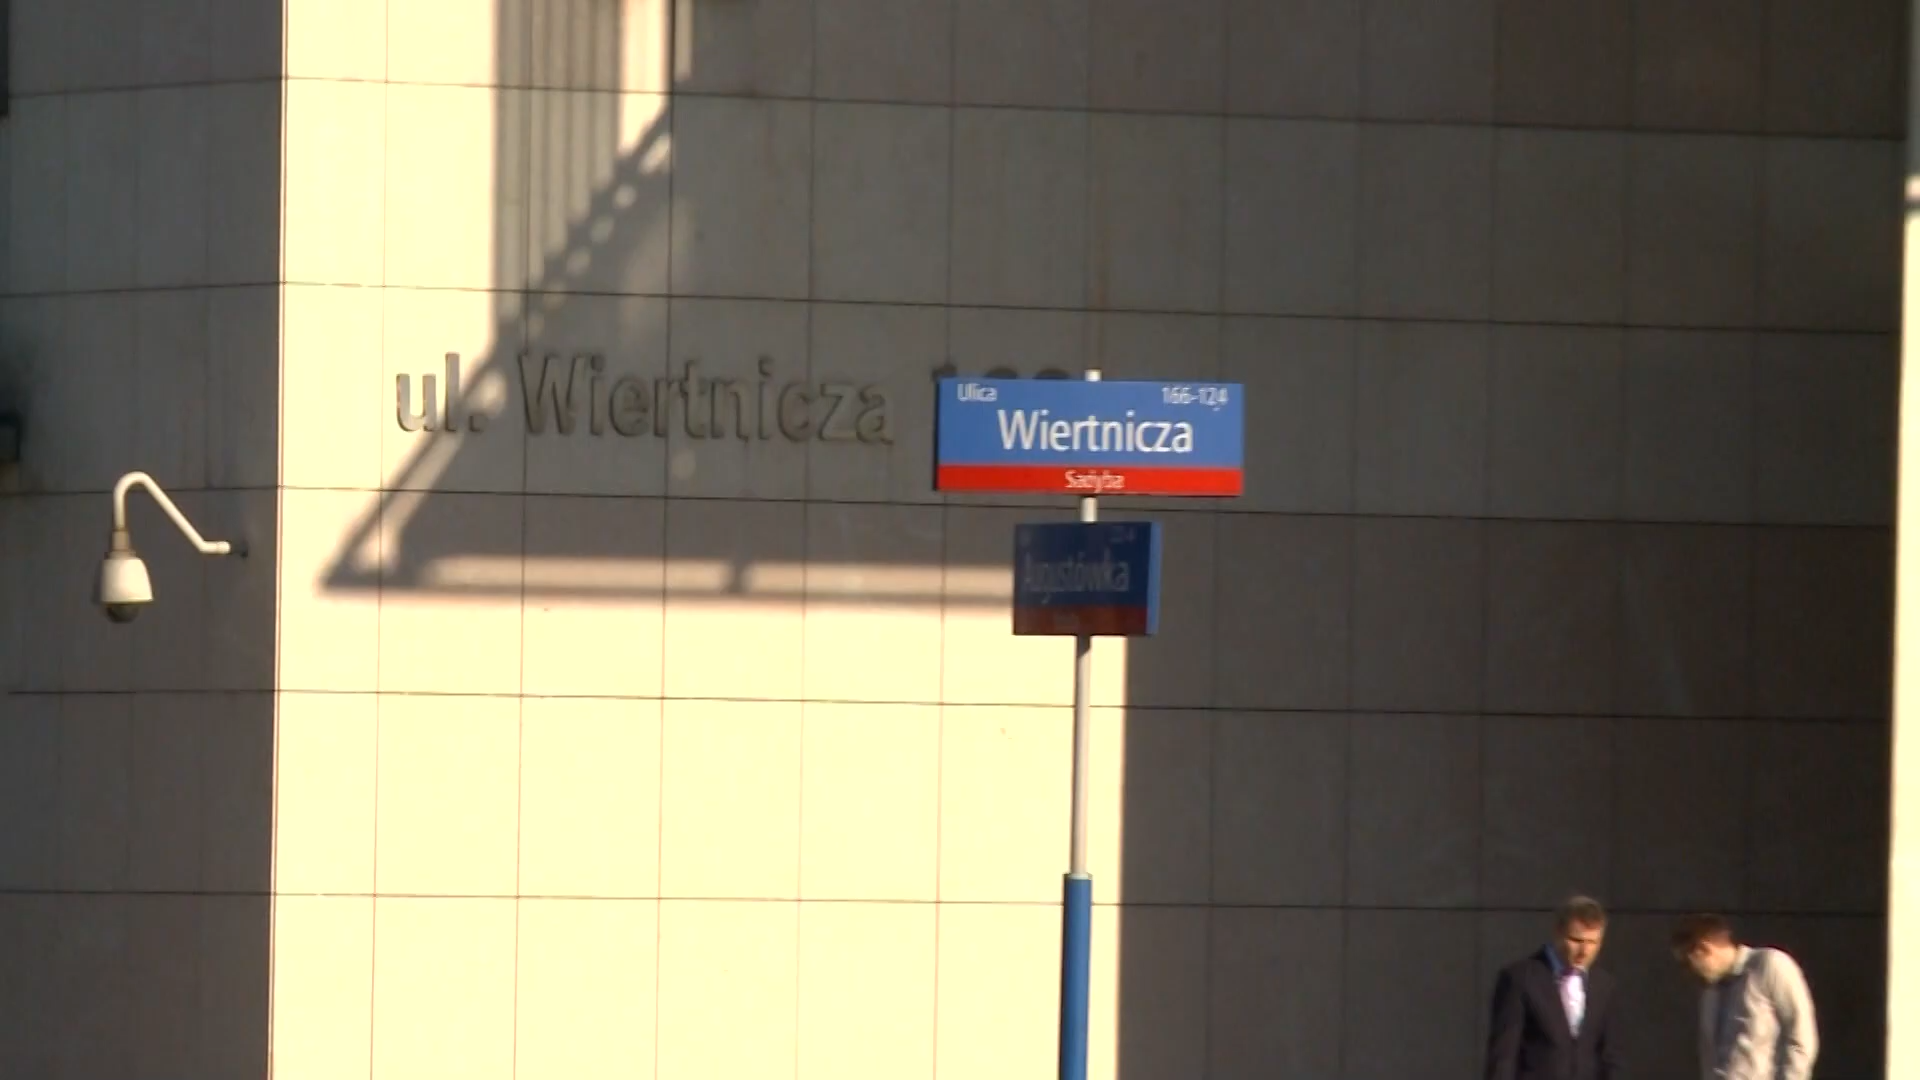 ul. Wiertnicza
Ulica 166-124
Wiertnicza
Sadyba
Augustówka